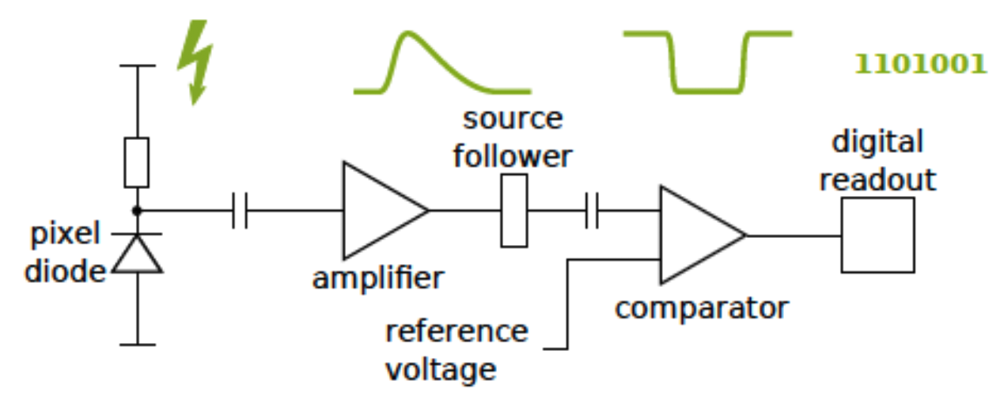 1101001
source
follower
digital
readout
pixel
diode
amplifier
comparator
reference
voltage